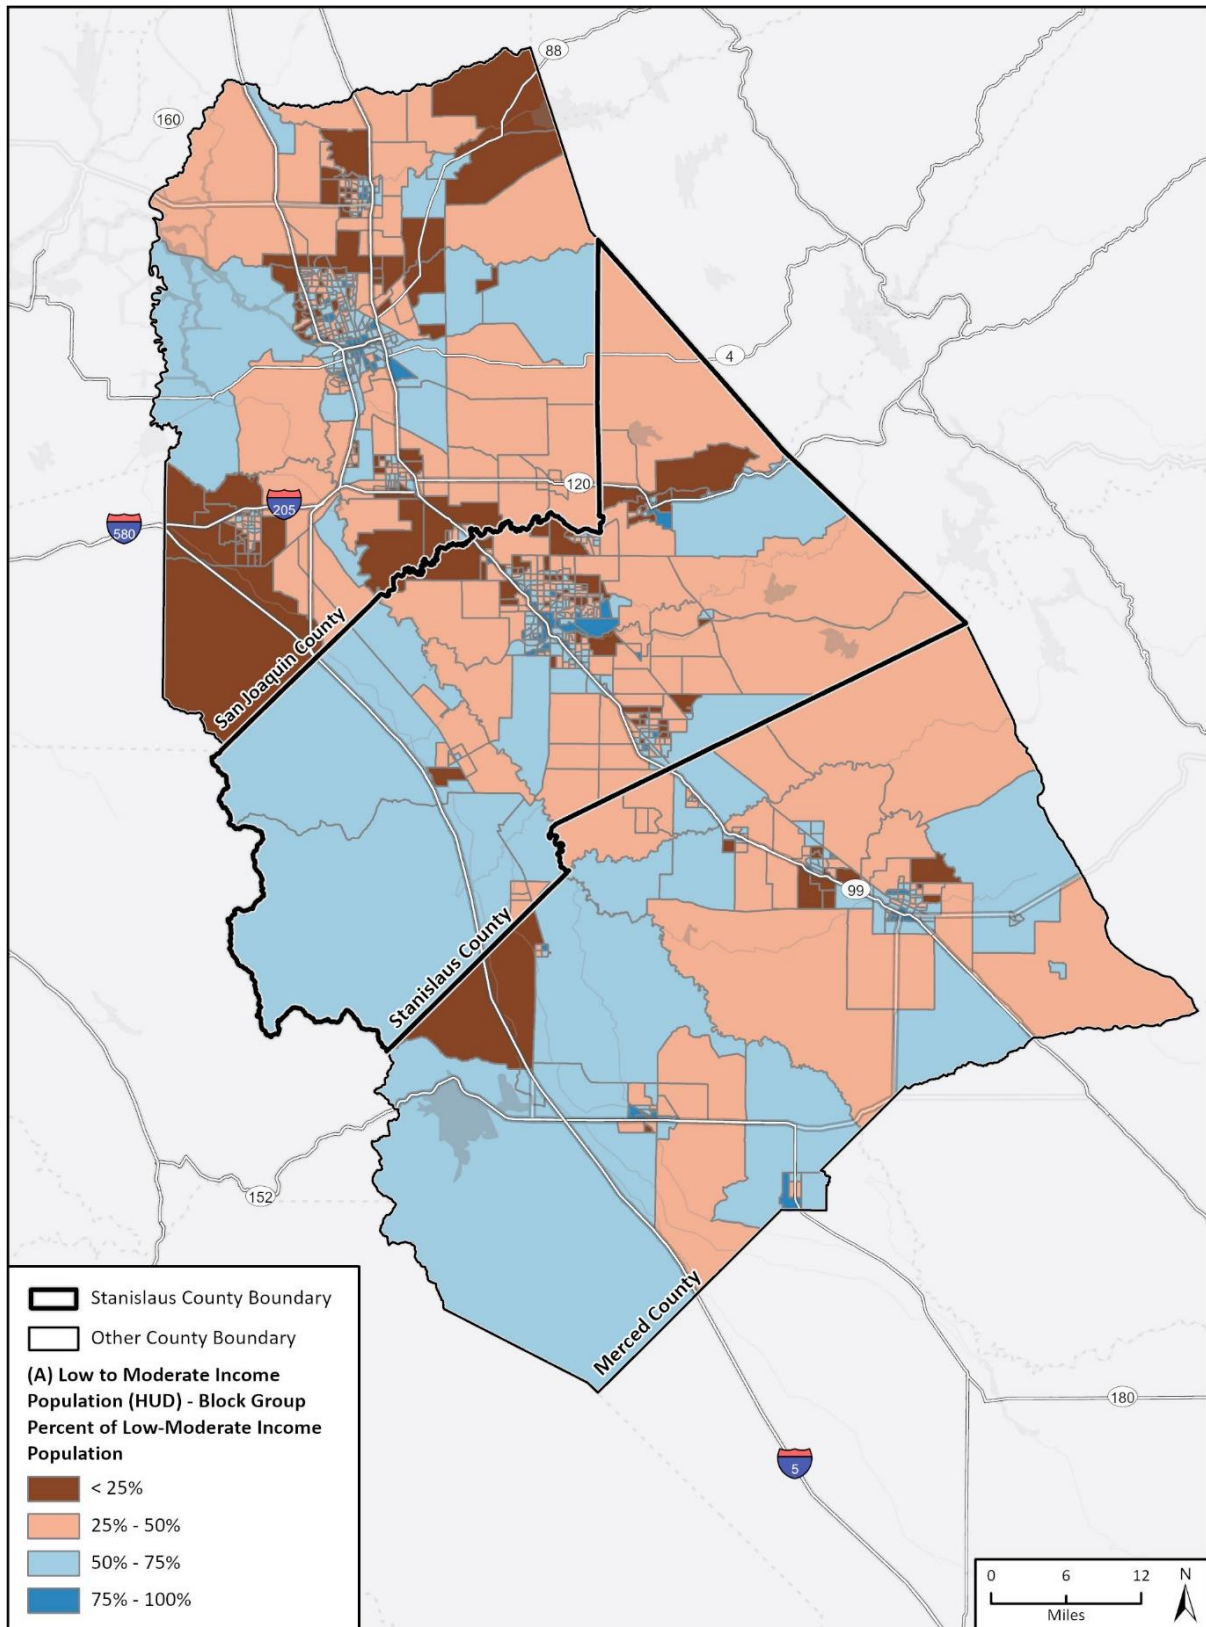 88
160
4
120
205
580
San Joaquin County
99
Stanislaus County
152
Merced County
180
5
Stanislaus County Boundary
Other County Boundary
(A) Low to Moderate Income
Population (HUD) - Block Group
Percent of Low-Moderate Income
Population
< 25%
25% - 50%
50% - 75%
75% - 100%
0 6 12
Miles
N